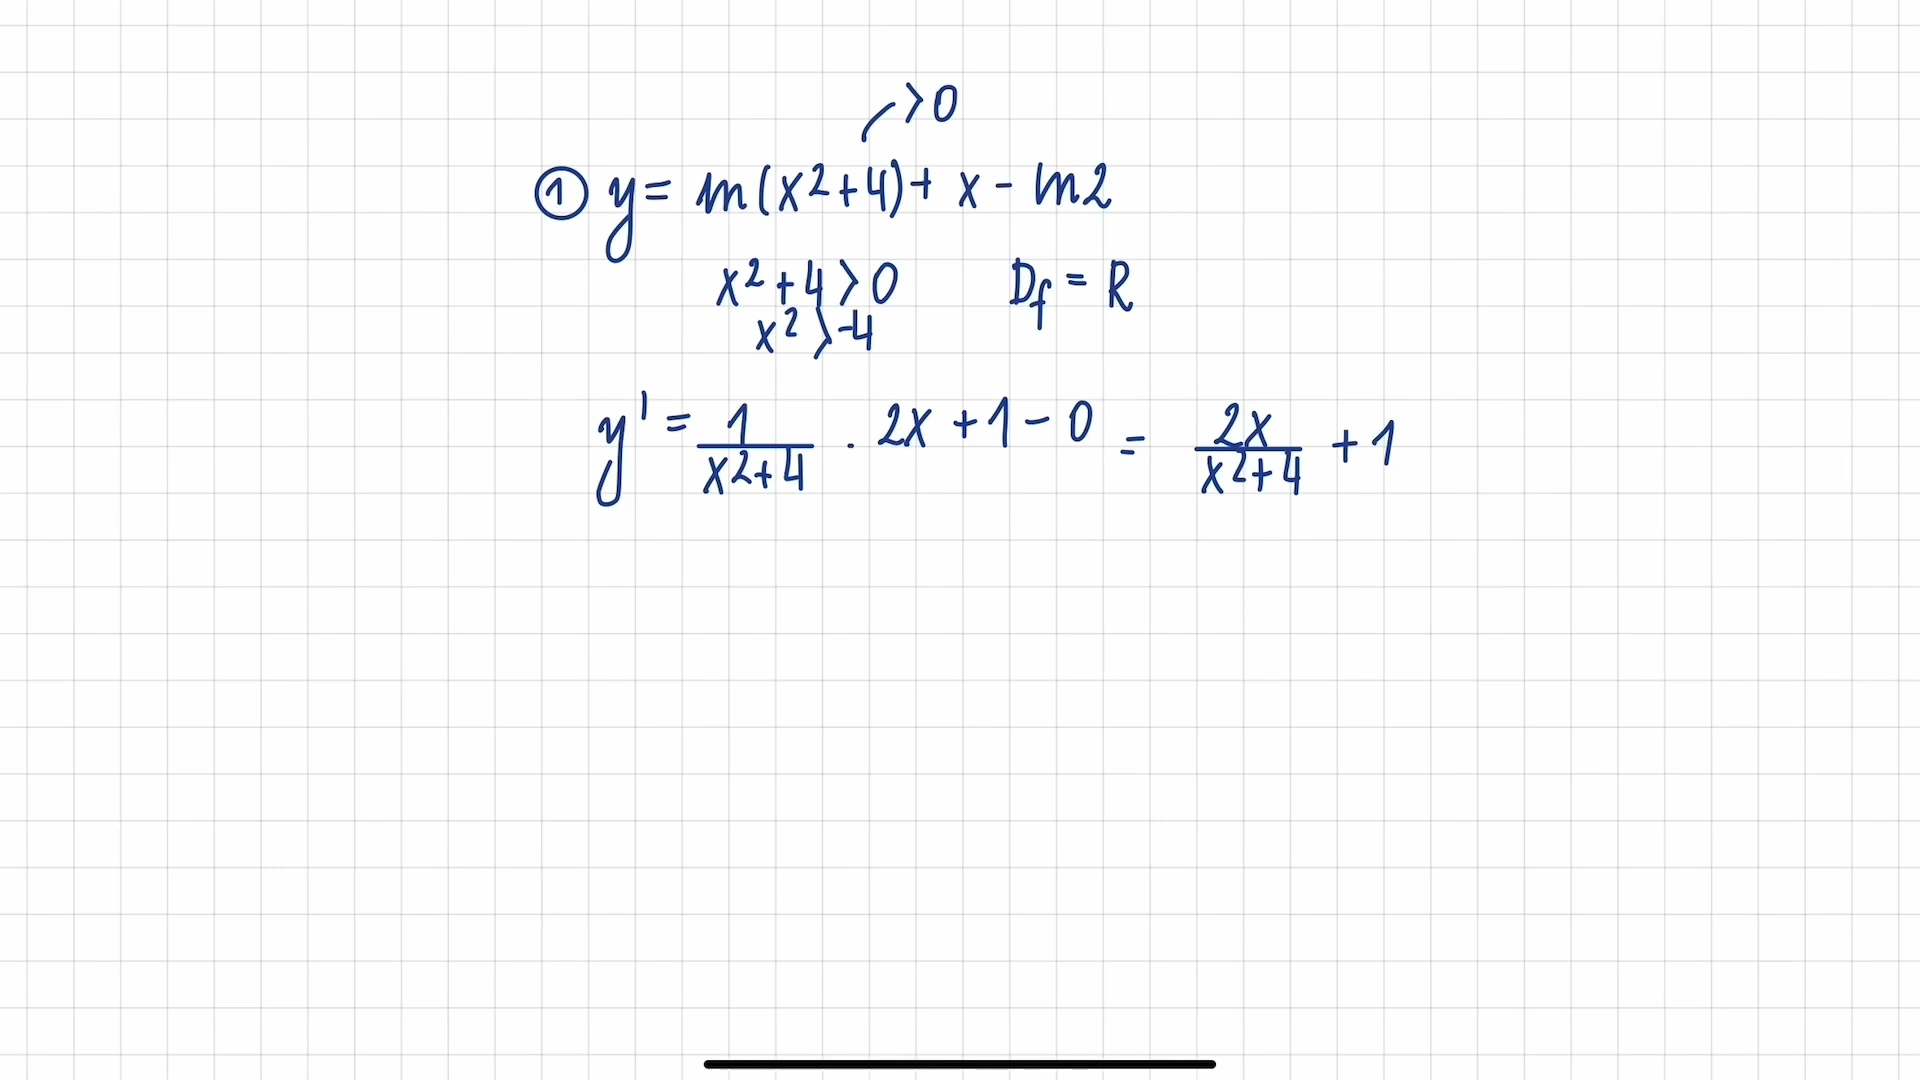 >0
① y = ln(x²+4) + x - ln2
x²+4>0 D_f = R
x²>-4
y' = 1/(x²+4) · 2x + 1 - 0 = 2x/(x²+4) + 1